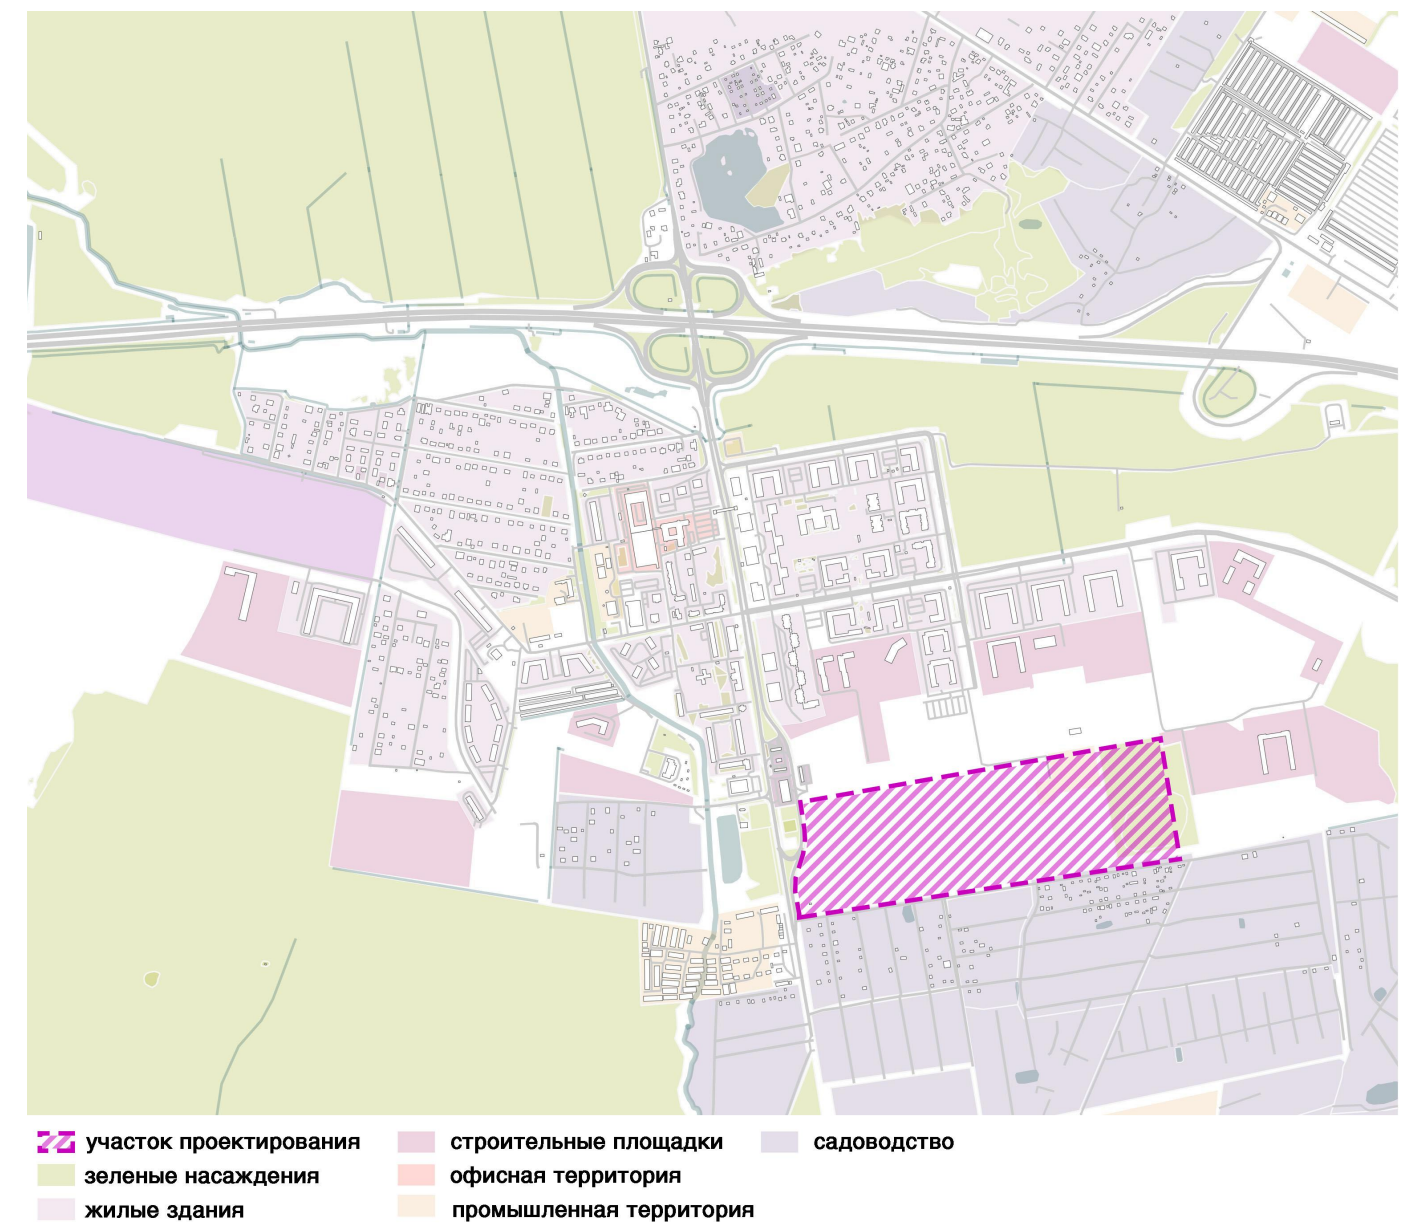 участок проектирования
зеленые насаждения
жилые здания
строительные площадки
офисная территория
промышленная территория
садоводство